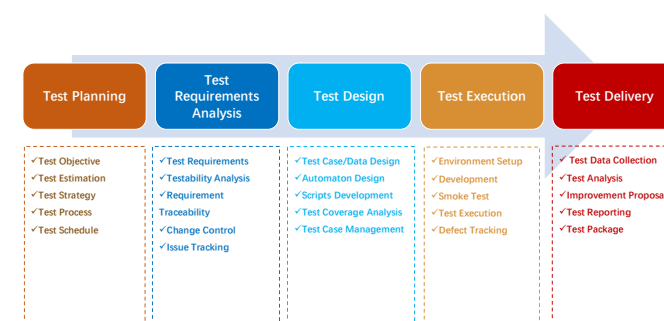 Test Planning
Test
Requirements
Analysis
Test Design
Test Execution
Test Delivery
✓Test Objective
✓Test Estimation
✓Test Strategy
✓Test Process
✓Test Schedule
✓Test Requirements
✓Testability Analysis
✓Requirement
Traceability
✓Change Control
✓Issue Tracking
✓Test Case/Data Design
✓Automaton Design
✓Scripts Development
✓Test Coverage Analysis
✓Test Case Management
✓Environment Setup
✓Development
✓Smoke Test
✓Test Execution
✓Defect Tracking
✓ Test Data Collection
✓Test Analysis
✓Improvement Proposa
✓Test Reporting
✓Test Package